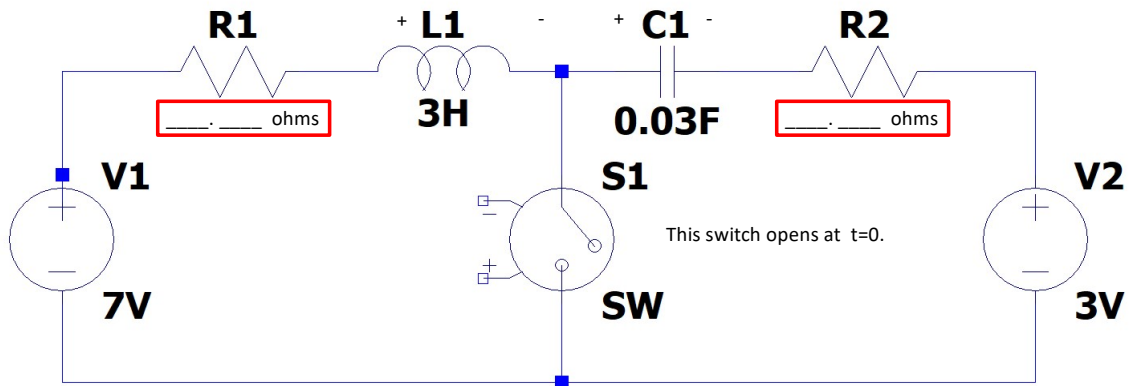 R1
+ L1 -
+ C1 -
R2
____. ____ ohms
3H
0.03F
____. ____ ohms
V1
+
-
7V
S1
-
+
SW
This switch opens at t=0.
V2
+
-
3V